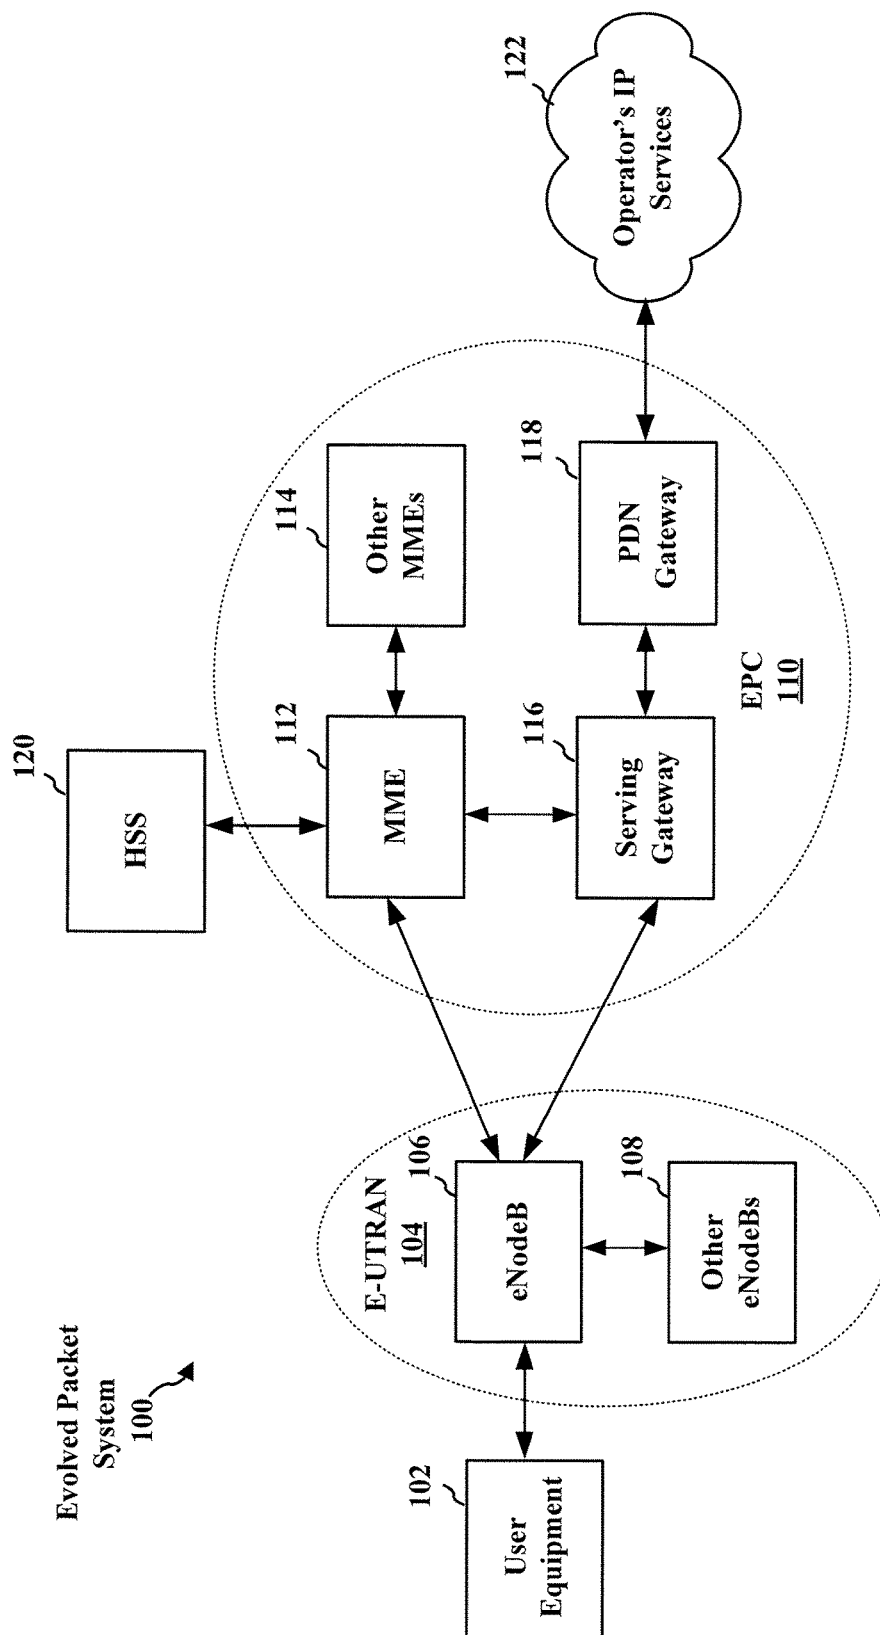 Evolved Packet
System
100
102
User
Equipment
E-UTRAN
104
106
eNodeB
108
Other
eNodeBs
120
HSS
112
MME
114
Other
MMEs
116
Serving
Gateway
118
PDN
Gateway
EPC
110
122
Operator's IP
Services